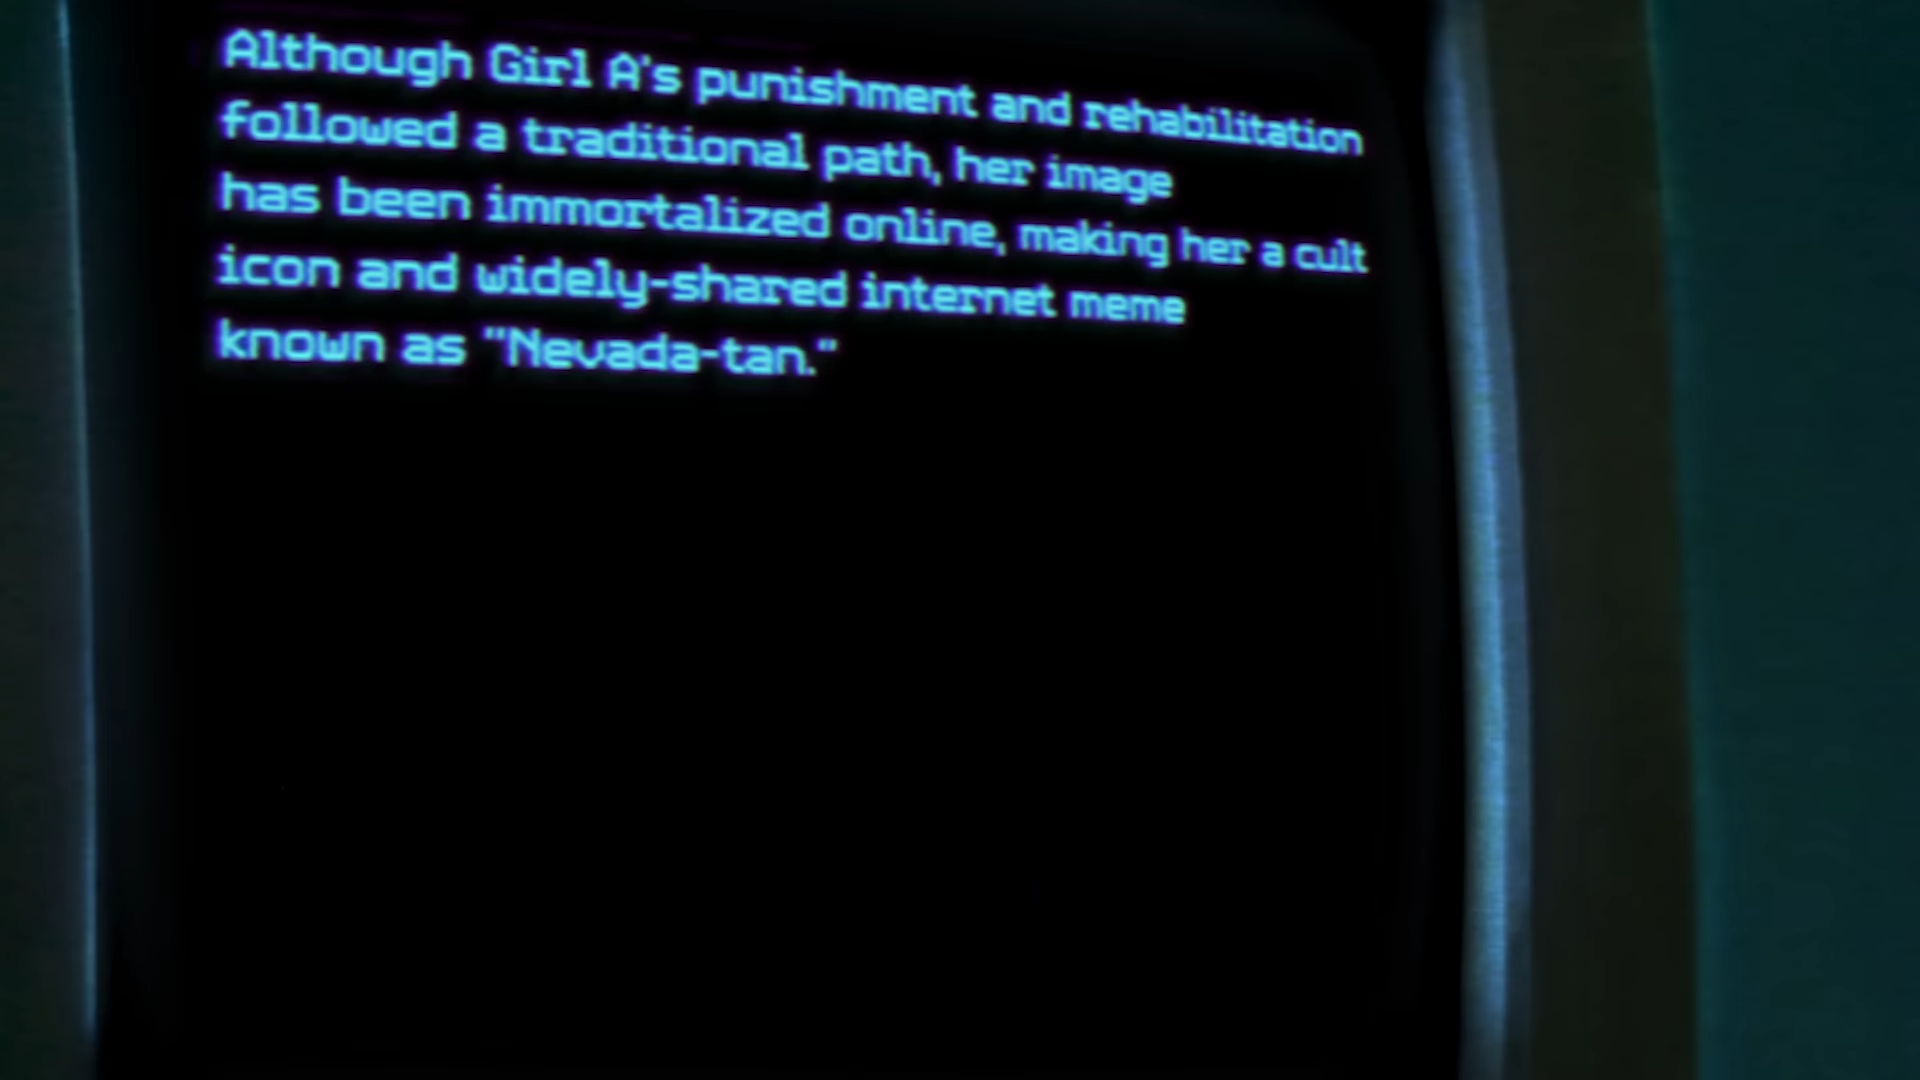 Although Girl A's punishment and rehabilitation
followed a traditional path, her image
has been immortalized online, making her a cult
icon and widely-shared internet meme
known as "Nevada-tan."